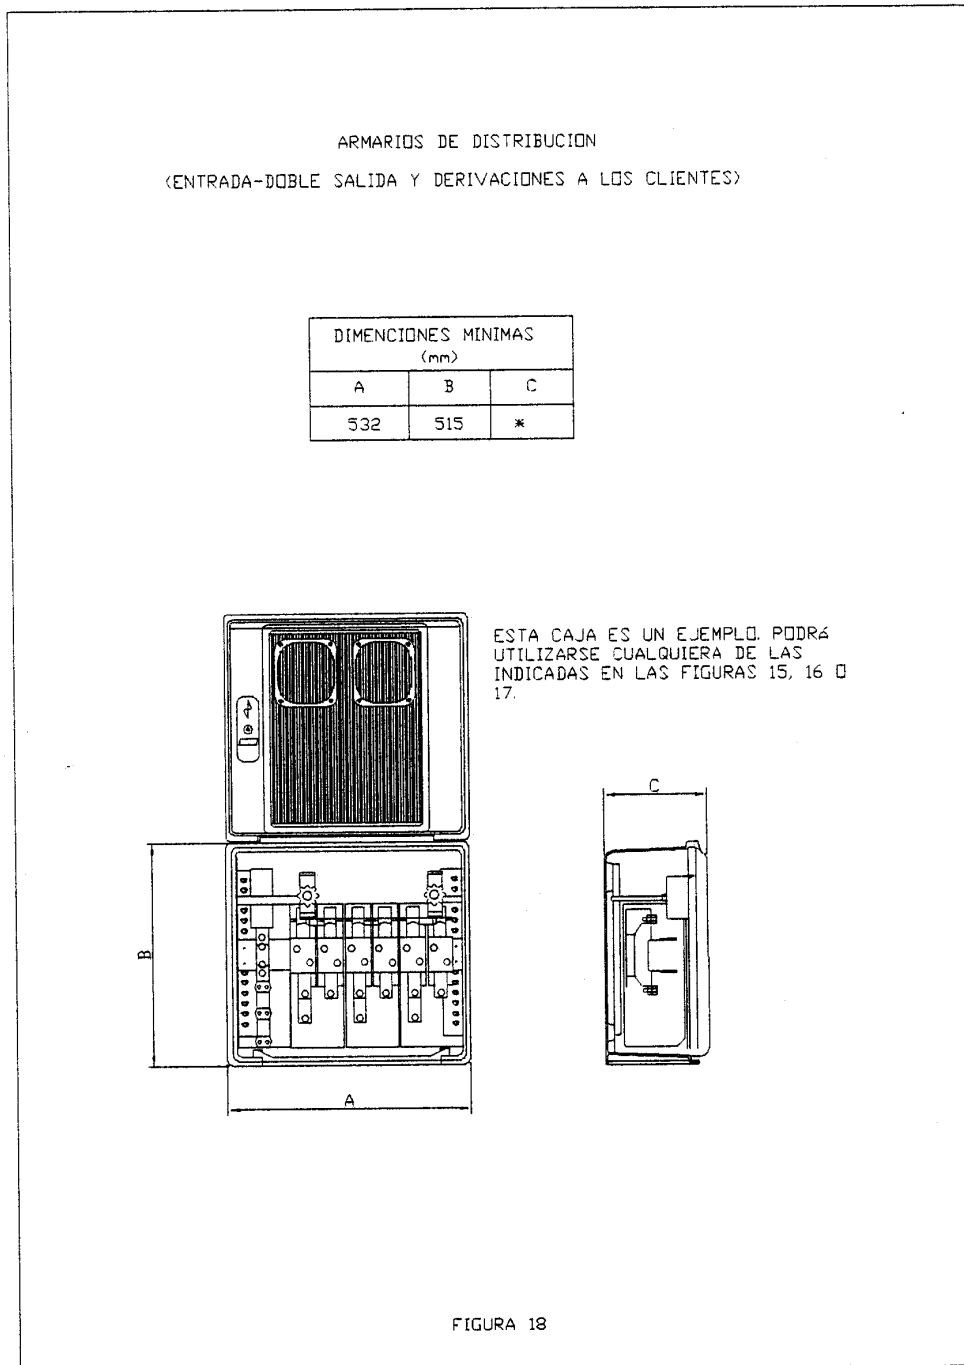 ARMARIOS DE DISTRIBUCION
(ENTRADA-DOBLE SALIDA Y DERIVACIONES A LOS CLIENTES)
DIMENCIONES MINIMAS
(mm)
A B C
532 515 *
ESTA CAJA ES UN EJEMPLO. PODRÁ
UTILIZARSE CUALQUIERA DE LAS
INDICADAS EN LAS FIGURAS 15, 16 O
17.
C
B
A
FIGURA 18